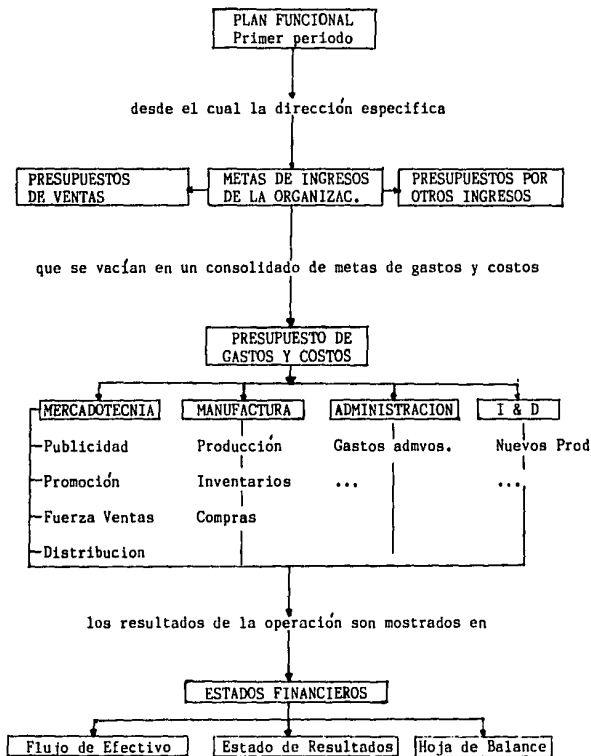 PLAN FUNCIONAL
Primer periodo
desde el cual la dirección especifica
PRESUPUESTOS
DE VENTAS
METAS DE INGRESOS
DE LA ORGANIZAC.
PRESUPUESTOS POR
OTROS INGRESOS
que se vacían en un consolidado de metas de gastos y costos
PRESUPUESTO DE
GASTOS Y COSTOS
MERCADOTECNIA MANUFACTURA ADMINISTRACION I & D
Publicidad Producción Gastos admvos. Nuevos Prod
Promoción Inventarios ... ...
Fuerza Ventas Compras
Distribucion
los resultados de la operación son mostrados en
ESTADOS FINANCIEROS
Flujo de Efectivo Estado de Resultados Hoja de Balance